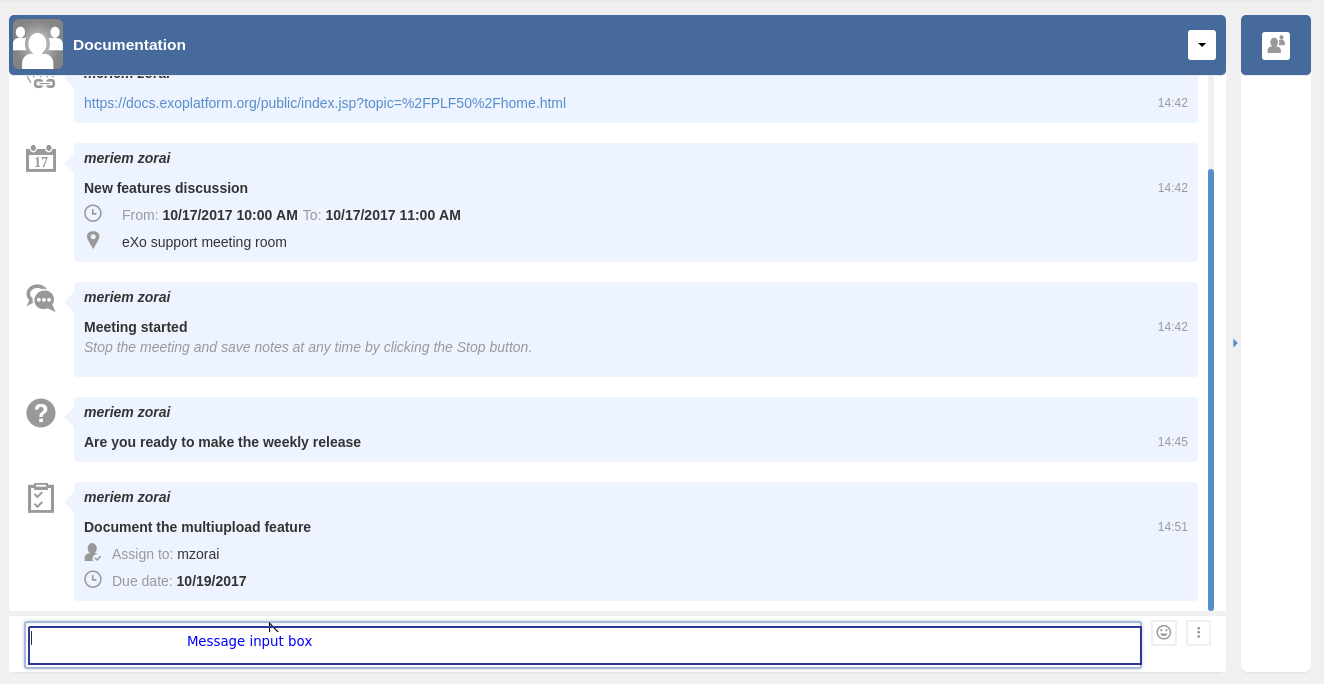 Documentation
meriem zorai
https://docs.exoplatform.org/public/index.jsp?topic=%2FPLF50%2Fhome.html
14:42
17
meriem zorai
New features discussion
14:42
From: 10/17/2017 10:00 AM To: 10/17/2017 11:00 AM
eXo support meeting room
meriem zorai
Meeting started
14:42
Stop the meeting and save notes at any time by clicking the Stop button.
meriem zorai
Are you ready to make the weekly release
14:45
meriem zorai
Document the multiupload feature
14:51
Assign to: mzorai
Due date: 10/19/2017
Message input box